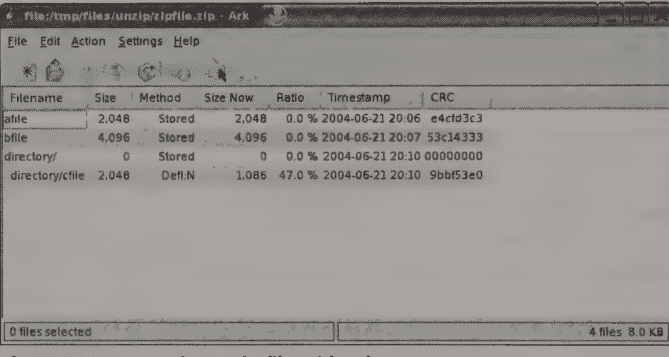 file:/tmp/files/unzip/zipfile.zip - Ark
File Edit Action Settings Help
Filename Size Method Size Now Ratio Timestamp CRC
afile 2,048 Stored 2,048 0.0 % 2004-06-21 20:06 e4cfd3c3
bfile 4,096 Stored 4,096 0.0 % 2004-06-21 20:07 53c14333
directory/ 0 Stored 0 0.0 % 2004-06-21 20:10 00000000
directory/cfile 2,048 Defl:N 1,086 47.0 % 2004-06-21 20:10 9bbf53e0
0 files selected 4 files 8.0 KB